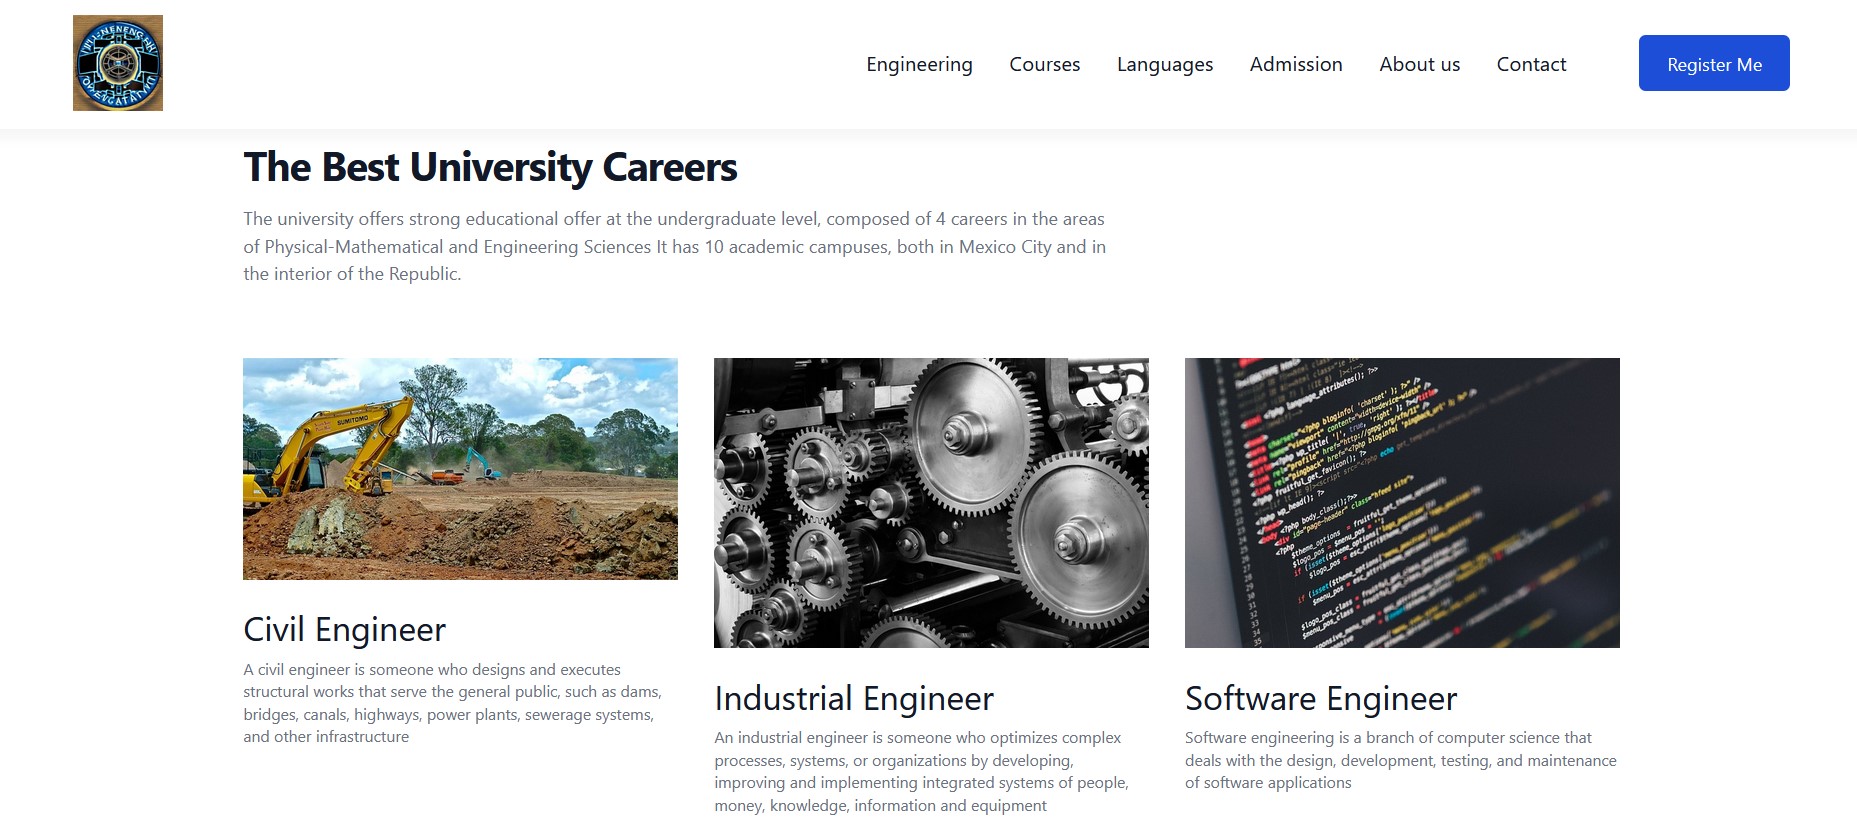 Engineering Courses Languages Admission About us Contact Register Me
The Best University Careers
The university offers strong educational offer at the undergraduate level, composed of 4 careers in the areas
of Physical-Mathematical and Engineering Sciences It has 10 academic campuses, both in Mexico City and in
the interior of the Republic.
SUMITOMO
Civil Engineer
A civil engineer is someone who designs and executes
structural works that serve the general public, such as dams,
bridges, canals, highways, power plants, sewerage systems,
and other infrastructure
Industrial Engineer
An industrial engineer is someone who optimizes complex
processes, systems, or organizations by developing,
improving and implementing integrated systems of people,
money, knowledge, information and equipment
Software Engineer
Software engineering is a branch of computer science that
deals with the design, development, testing, and maintenance
of software applications